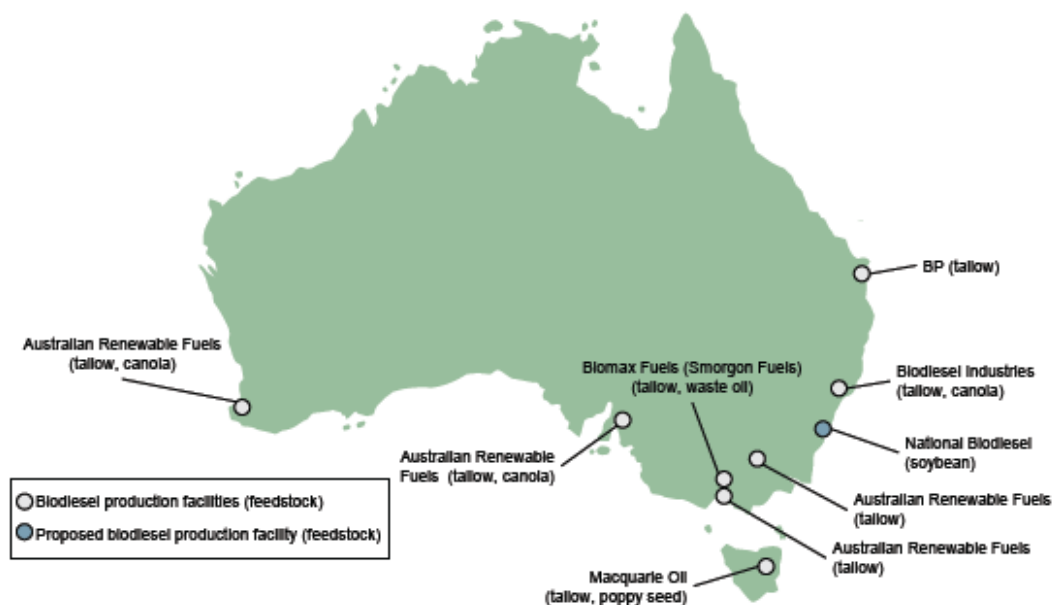 BP (tallow)
Australian Renewable Fuels
(tallow, canola)
Biomax Fuels (Smorgon Fuels)
(tallow, waste oil)
Biodiesel Industries
(tallow, canola)
National Biodiesel
(soybean)
Australian Renewable
Fuels (tallow, canola)
Biodiesel production facilities (feedstock)
Proposed biodiesel production facility (feedstock)
Australian Renewable Fuels
(tallow)
Australian Renewable Fuels
(tallow)
Macquarie Oil
(tallow, poppy seed)